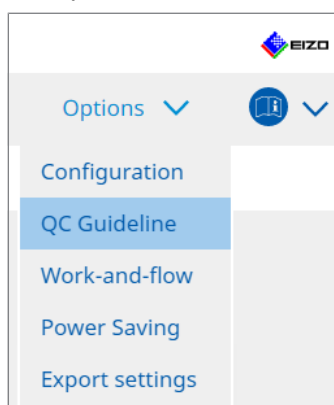 EIZO
Options
Configuration
QC Guideline
Work-and-flow
Power Saving
Export settings